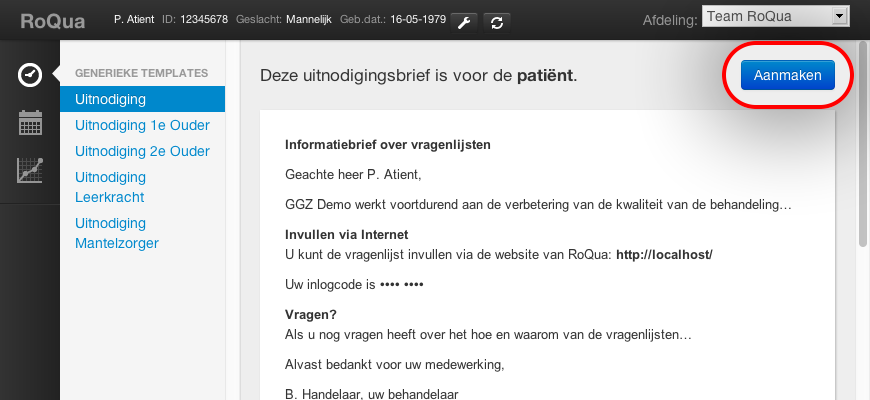 RoQua P. Atient ID: 12345678 Geslacht: Mannelijk Geb.dat.: 16-05-1979 Afdeling: Team RoQua
GENERIEKE TEMPLATES
Uitnodiging
Uitnodiging 1e Ouder
Uitnodiging 2e Ouder
Uitnodiging
Leerkracht
Uitnodiging
Mantelzorger
Deze uitnodigingsbrief is voor de patiënt.
Aanmaken
Informatiebrief over vragenlijsten
Geachte heer P. Atient,
GGZ Demo werkt voortdurend aan de verbetering van de kwaliteit van de behandeling…
Invullen via Internet
U kunt de vragenlijst invullen via de website van RoQua: http://localhost/
Uw inlogcode is •••• ••••
Vragen?
Als u nog vragen heeft over het hoe en waarom van de vragenlijsten…
Alvast bedankt voor uw medewerking,
B. Handelaar, uw behandelaar